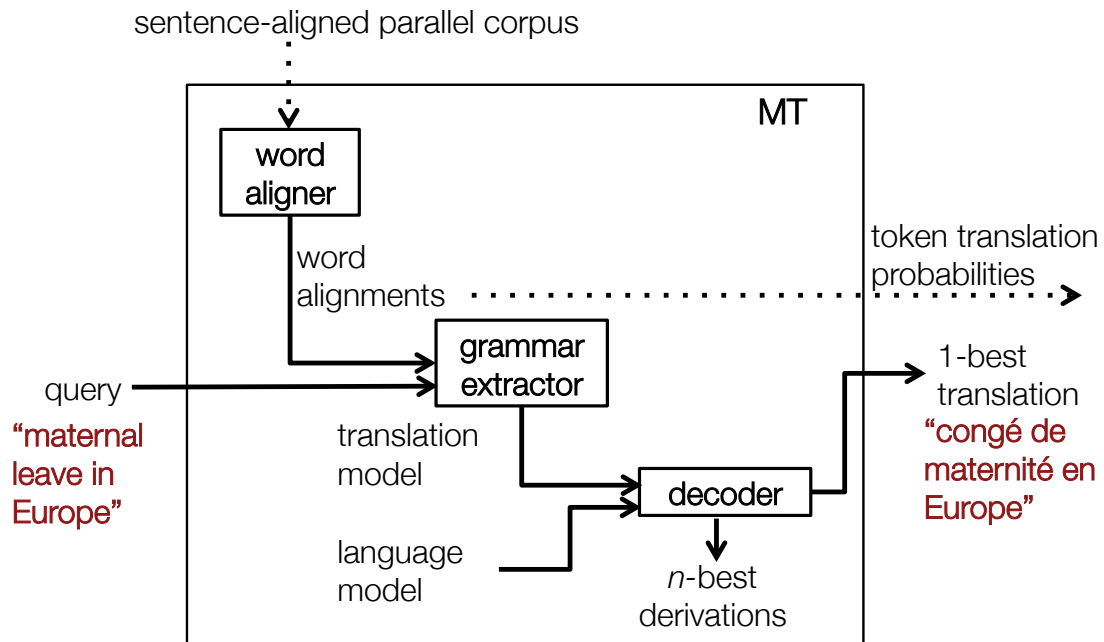 sentence-aligned parallel corpus
MT
word
aligner
word
alignments
token translation
probabilities
grammar
extractor
query
“maternal
leave in
Europe”
1-best
translation
“congé de
maternité en
Europe”
translation
model
decoder
language
model
n-best
derivations